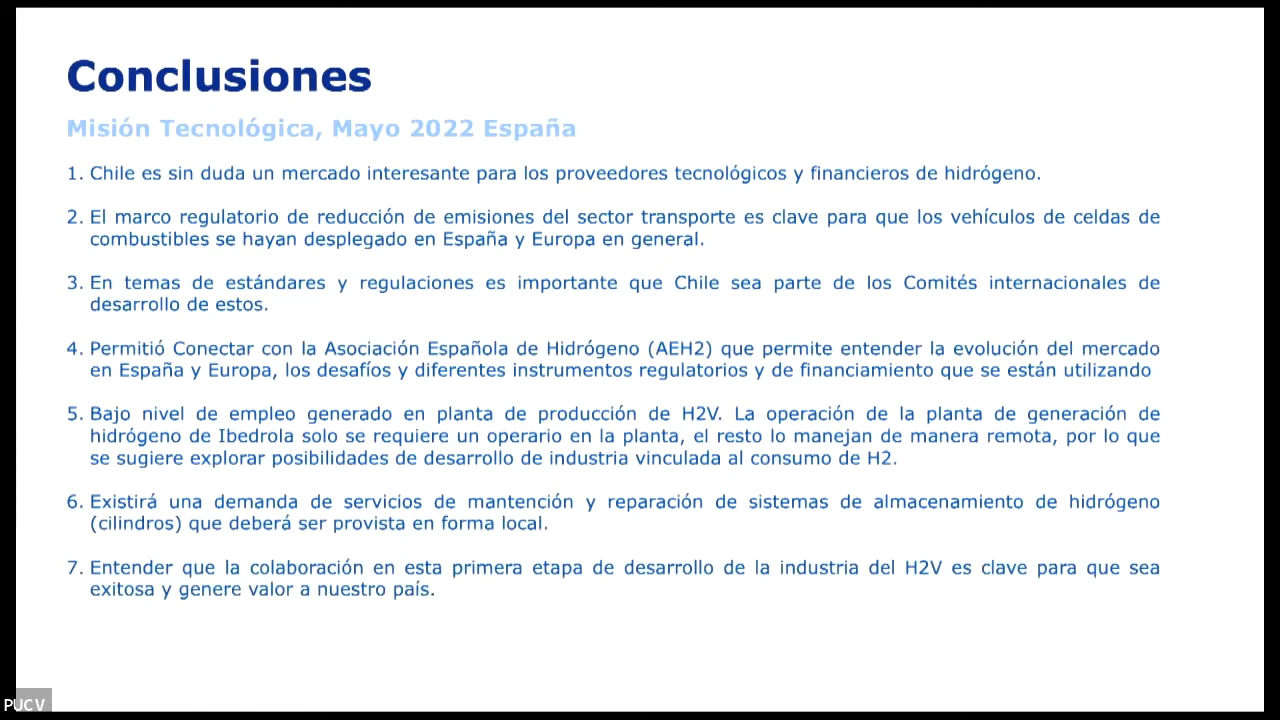 Conclusiones
Misión Tecnológica, Mayo 2022 España
1. Chile es sin duda un mercado interesante para los proveedores tecnológicos y financieros de hidrógeno.
2. El marco regulatorio de reducción de emisiones del sector transporte es clave para que los vehículos de celdas de
combustibles se hayan desplegado en España y Europa en general.
3. En temas de estándares y regulaciones es importante que Chile sea parte de los Comités internacionales de
desarrollo de estos.
4. Permitió Conectar con la Asociación Española de Hidrógeno (AEH2) que permite entender la evolución del mercado
en España y Europa, los desafíos y diferentes instrumentos regulatorios y de financiamiento que se están utilizando
5. Bajo nivel de empleo generado en planta de producción de H2V. La operación de la planta de generación de
hidrógeno de Ibedrola solo se requiere un operario en la planta, el resto lo manejan de manera remota, por lo que
se sugiere explorar posibilidades de desarrollo de industria vinculada al consumo de H2.
6. Existirá una demanda de servicios de mantención y reparación de sistemas de almacenamiento de hidrógeno
(cilindros) que deberá ser provista en forma local.
7. Entender que la colaboración en esta primera etapa de desarrollo de la industria del H2V es clave para que sea
exitosa y genere valor a nuestro país.
PUCV